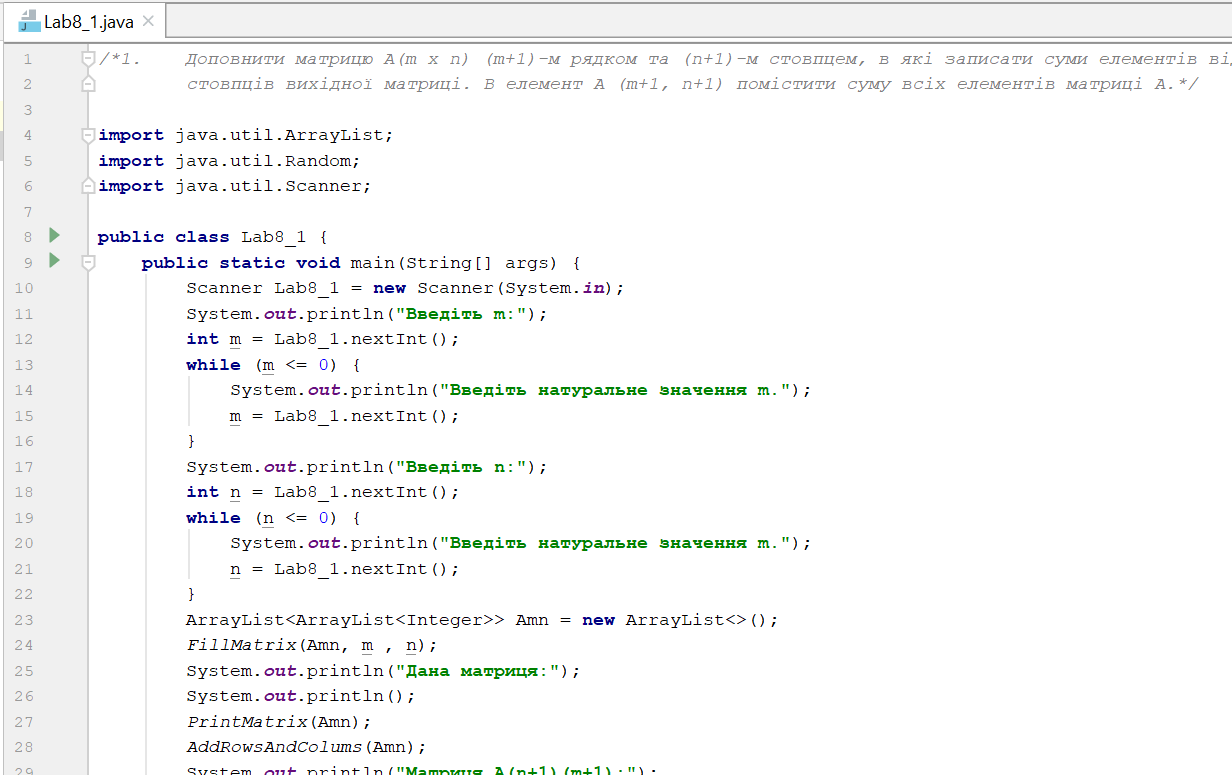 Lab8_1.java
1 /*1. Доповнити матрицю A(m x n) (m+1)-м рядком та (n+1)-м стовпцем, в які записати суми елементів
2 стовпців вихідної матриці. В елемент A (m+1, n+1) помістити суму всіх елементів матриці A.*/
3
4 import java.util.ArrayList;
5 import java.util.Random;
6 import java.util.Scanner;
7
8 public class Lab8_1 {
9 public static void main(String[] args) {
10 Scanner Lab8_1 = new Scanner(System.in);
11 System.out.println("Введіть m:");
12 int m = Lab8_1.nextInt();
13 while (m <= 0) {
14 System.out.println("Введіть натуральне значення m.");
15 m = Lab8_1.nextInt();
16 }
17 System.out.println("Введіть n:");
18 int n = Lab8_1.nextInt();
19 while (n <= 0) {
20 System.out.println("Введіть натуральне значення m.");
21 n = Lab8_1.nextInt();
22 }
23 ArrayList<ArrayList<Integer>> Amn = new ArrayList<>();
24 FillMatrix(Amn, m , n);
25 System.out.println("Дана матриця:");
26 System.out.println();
27 PrintMatrix(Amn);
28 AddRowsAndColums(Amn);
29 System.out.println("Матриця A(n+1)(m+1):");